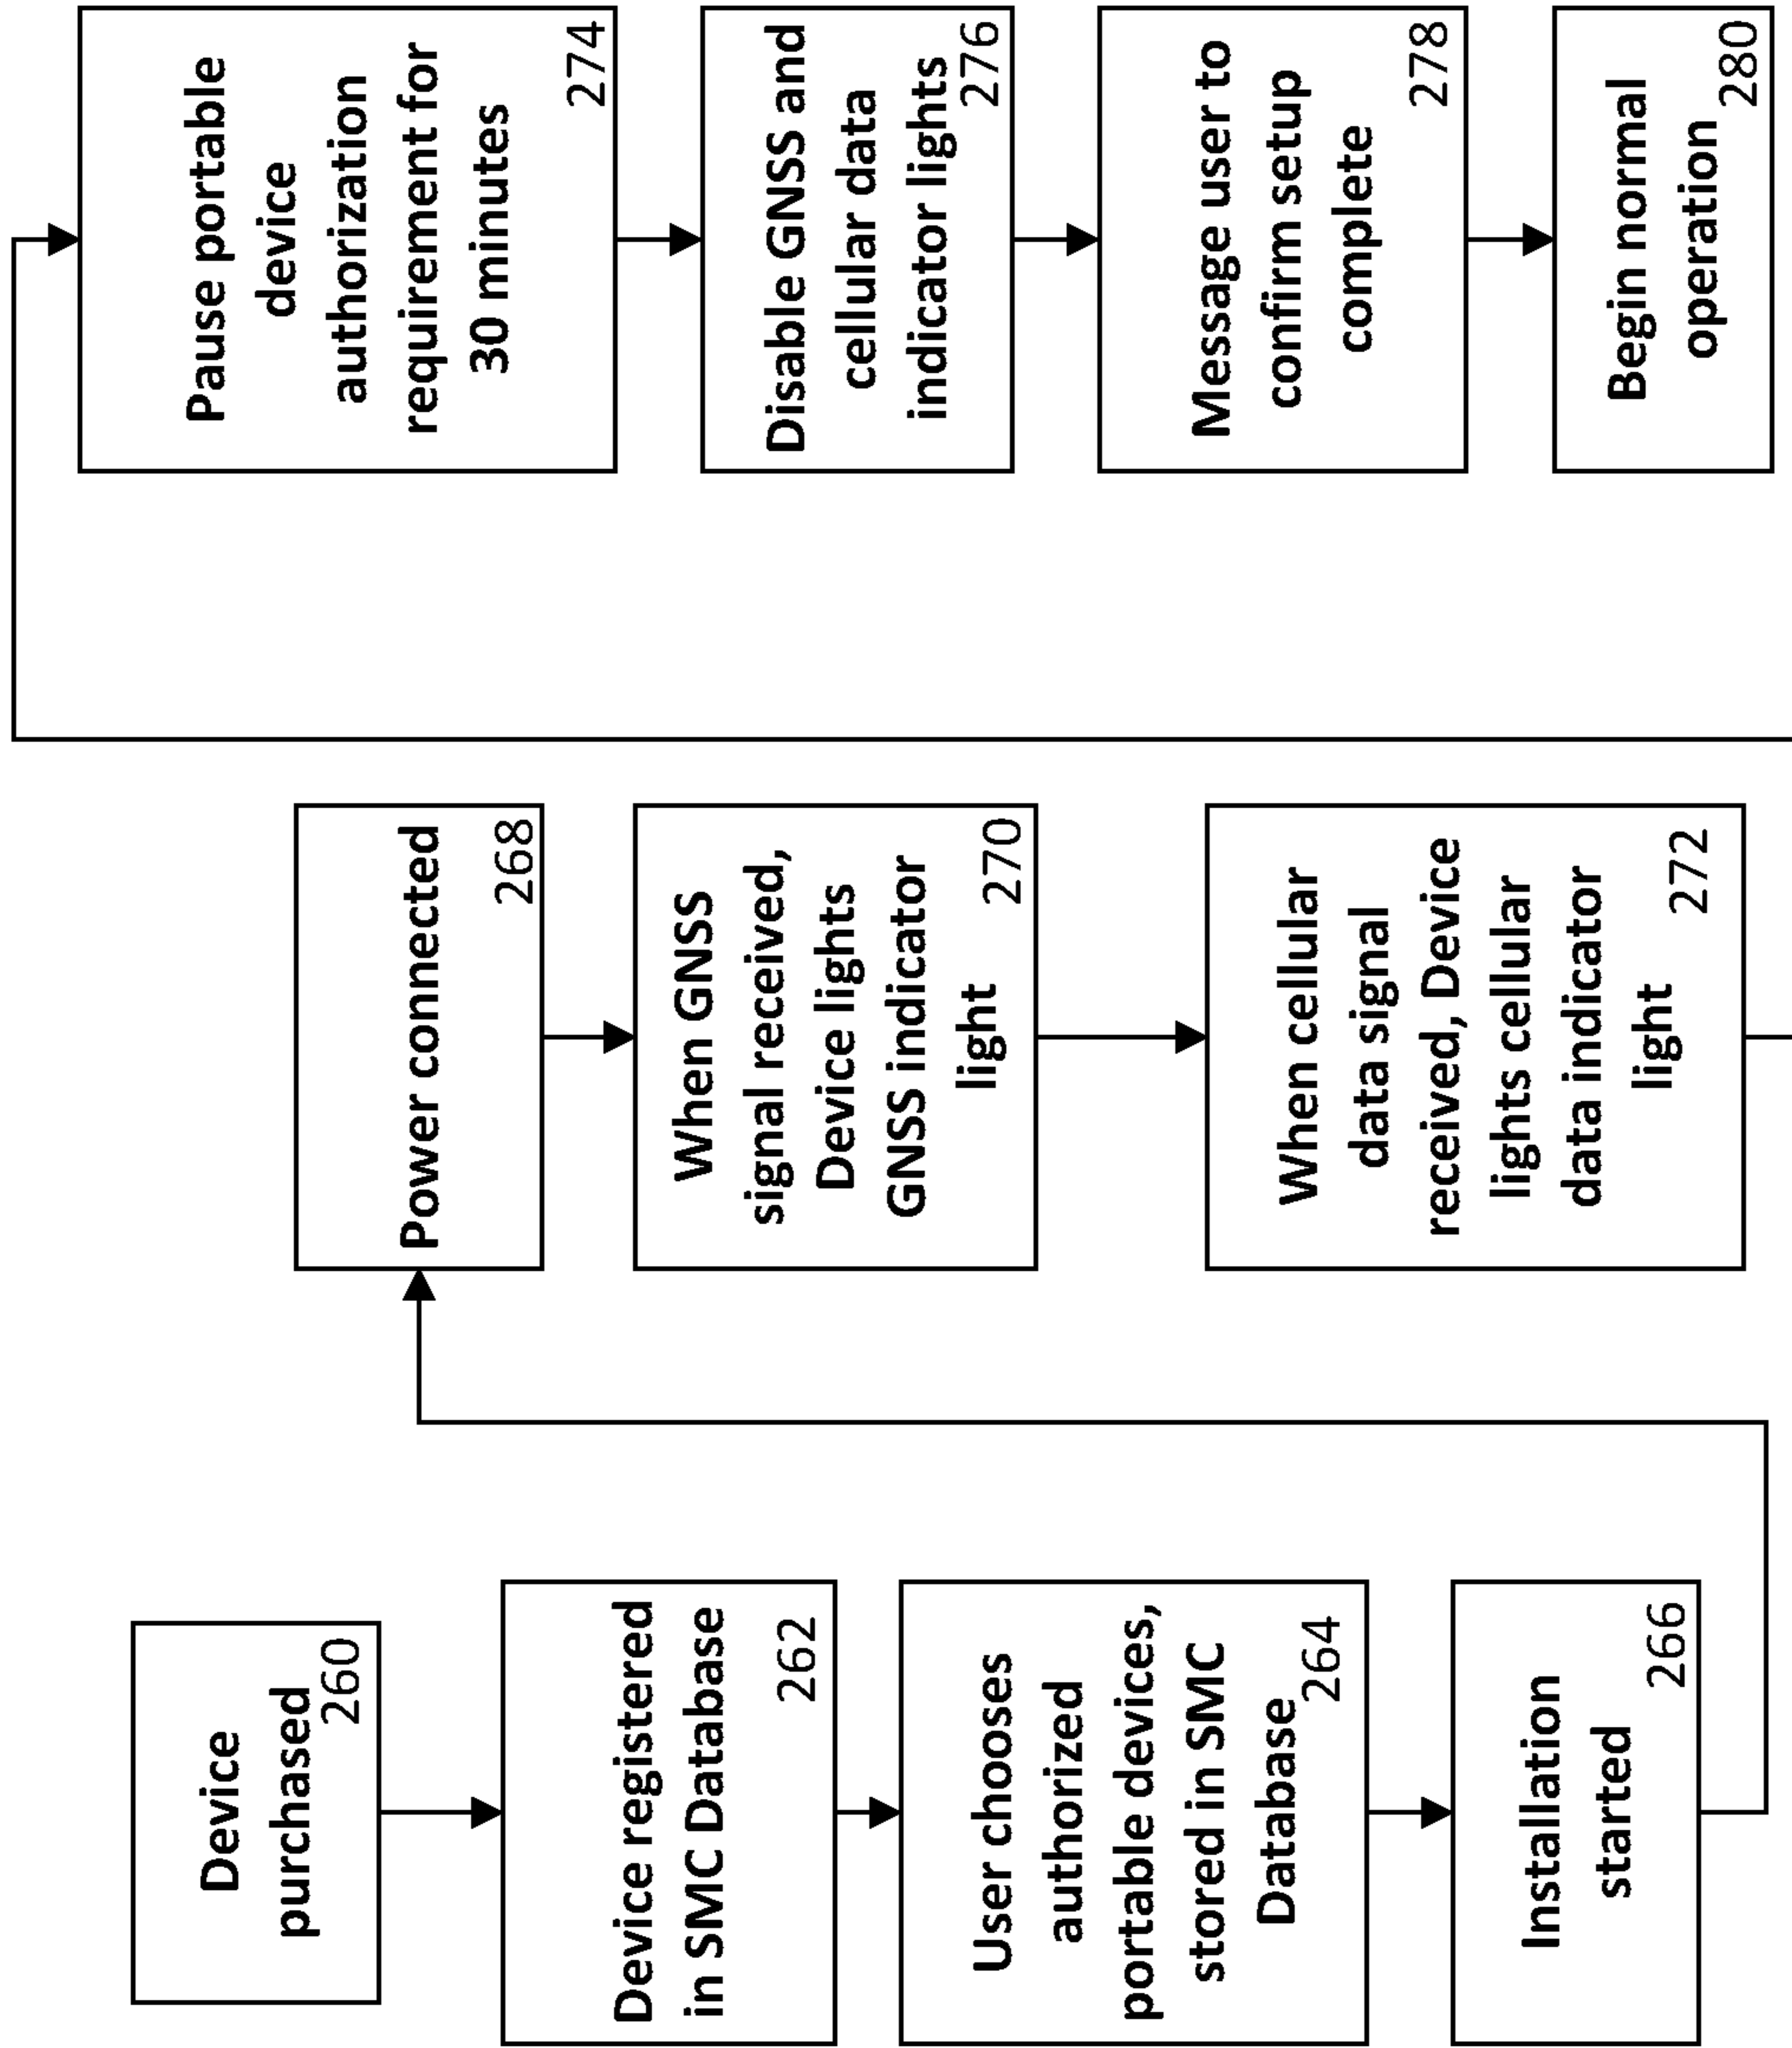 Device
purchased
260
Device registered
in SMC Database
262
User chooses
authorized
portable devices,
stored in SMC
Database
264
Installation
started
266
Power connected
268
When GNSS
signal received,
Device lights
GNSS indicator
light
270
When cellular
data signal
received, Device
lights cellular
data indicator
light
272
Pause portable
device
authorization
requirement for
30 minutes
274
Disable GNSS and
cellular data
indicator lights
276
Message user to
confirm setup
complete
278
Begin normal
operation
280